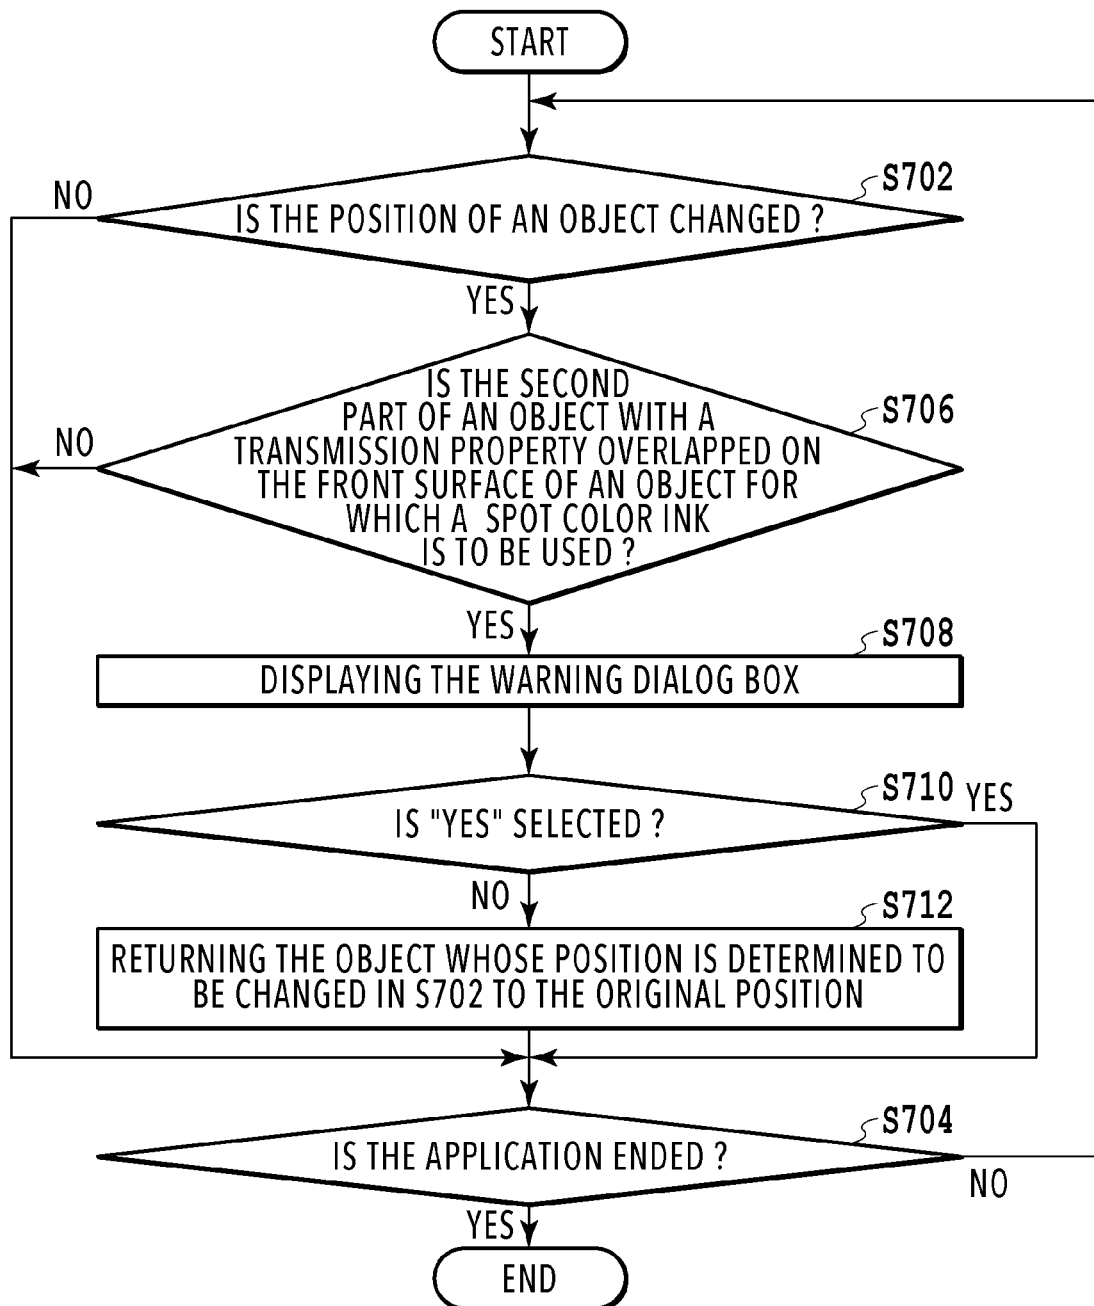 START
S702
NO
IS THE POSITION OF AN OBJECT CHANGED ?
YES
S706
NO
IS THE SECOND
PART OF AN OBJECT WITH A
TRANSMISSION PROPERTY OVERLAPPED ON
THE FRONT SURFACE OF AN OBJECT FOR
WHICH A SPOT COLOR INK
IS TO BE USED ?
YES
S708
DISPLAYING THE WARNING DIALOG BOX
S710
YES
IS "YES" SELECTED ?
NO
S712
RETURNING THE OBJECT WHOSE POSITION IS DETERMINED TO
BE CHANGED IN S702 TO THE ORIGINAL POSITION
S704
IS THE APPLICATION ENDED ?
NO
YES
END